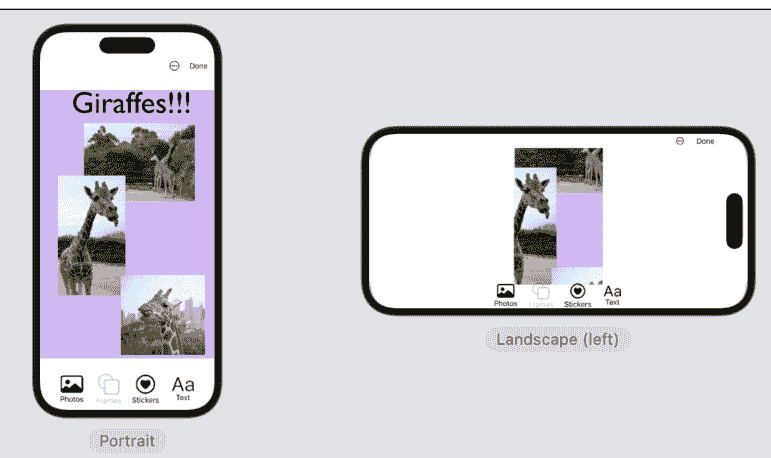 Done
Giraffes!!!
Photos
Frames
Stickers
Aa
Text
Portrait
Done
Photos
Frames
Stickers
Aa
Text
Landscape (left)